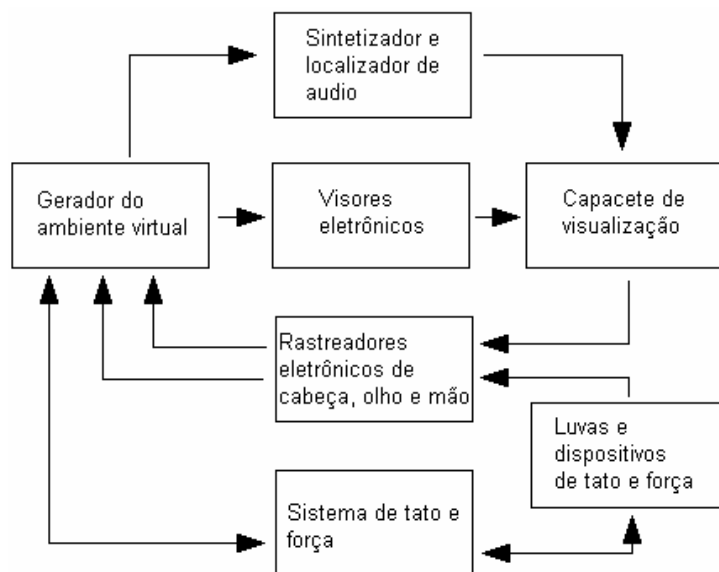 Sintetizador e
localizador de
audio
Gerador do
ambiente virtual
Visores
eletrônicos
Capacete de
visualização
Rastreadores
eletrônicos de
cabeça, olho e mão
Luvas e
dispositivos
de tato e força
Sistema de tato e
força